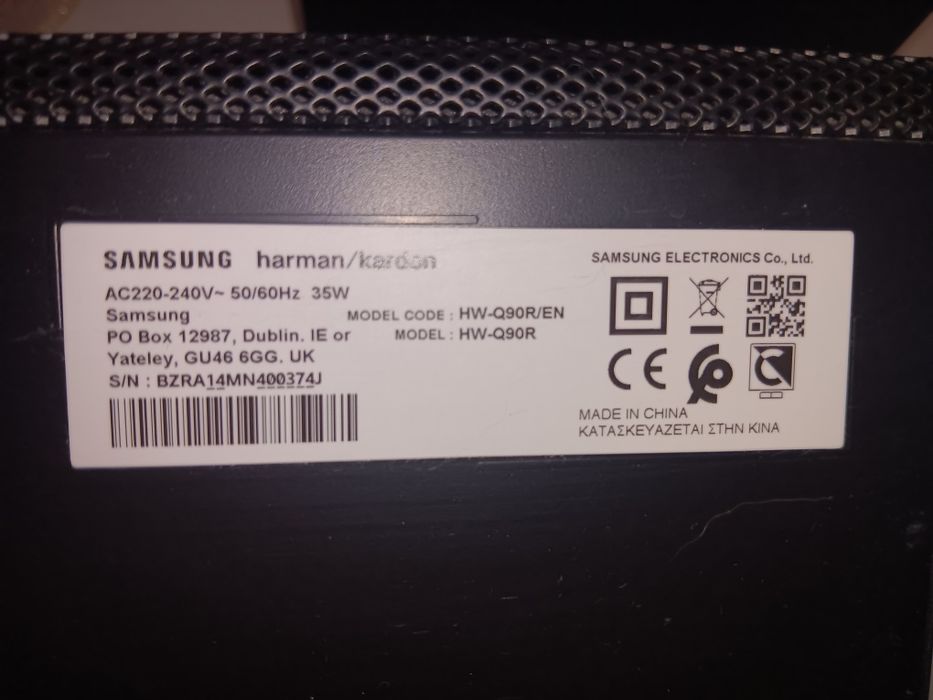 SAMSUNG harman/kardon
AC220-240V~ 50/60Hz 35W
Samsung
PO Box 12987, Dublin. IE or
Yateley, GU46 6GG. UK
S/N : BZRA14MN400374J
MODEL CODE : HW-Q90R/EN
MODEL : HW-Q90R
SAMSUNG ELECTRONICS Co., Ltd.
CE
MADE IN CHINA
ΚΑΤΑΣΚΕΥΑΖΕΤΑΙ ΣΤΗΝ ΚΙΝΑ